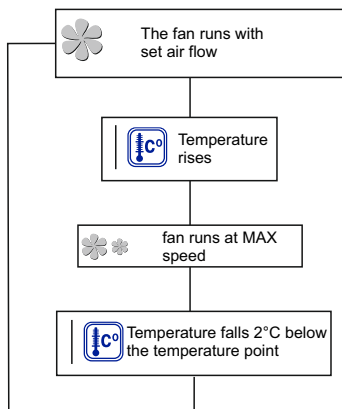 The fan runs with
set air flow
C°
Temperature
rises
fan runs at MAX
speed
C°
Temperature falls 2°C below
the temperature point